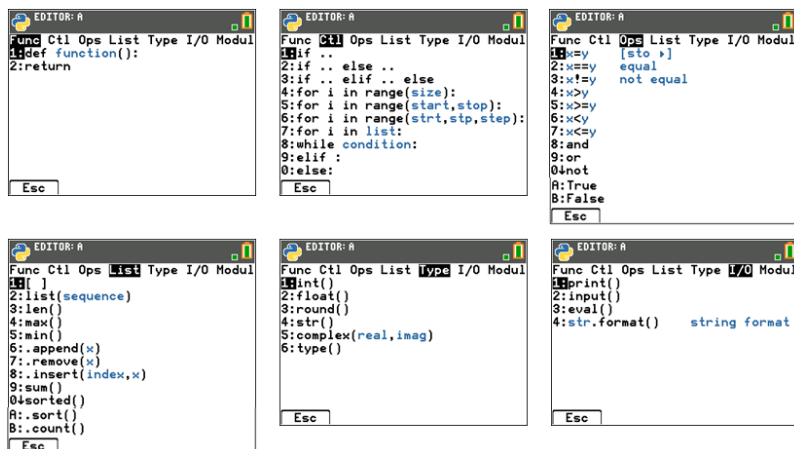 EDITOR: A
Func Ctl Ops List Type I/O Modul
1:def function():
2:return
Esc
EDITOR: A
Func Ctl Ops List Type I/O Modul
1:if ..
2:if .. else ..
3:if .. elif .. else
4:for i in range(size):
5:for i in range(start,stop):
6:for i in range(strt,stp,step):
7:for i in list:
8:while condition:
9:elif :
0:else:
Esc
EDITOR: A
Func Ctl Ops List Type I/O Modul
1:x=y [sto ▸]
2:x==y equal
3:x!=y not equal
4:x>y
5:x>=y
6:x<y
7:x<=y
8:and
9:or
0↓not
A:True
B:False
Esc
EDITOR: A
Func Ctl Ops List Type I/O Modul
1:[ ]
2:list(sequence)
3:len()
4:max()
5:min()
6:.append(x)
7:.remove(x)
8:.insert(index,x)
9:sum()
0↓sorted()
A:.sort()
B:.count()
Esc
EDITOR: A
Func Ctl Ops List Type I/O Modul
1:int()
2:float()
3:round()
4:str()
5:complex(real,imag)
6:type()
Esc
EDITOR: A
Func Ctl Ops List Type I/O Modul
1:print()
2:input()
3:eval()
4:str.format() string format
Esc